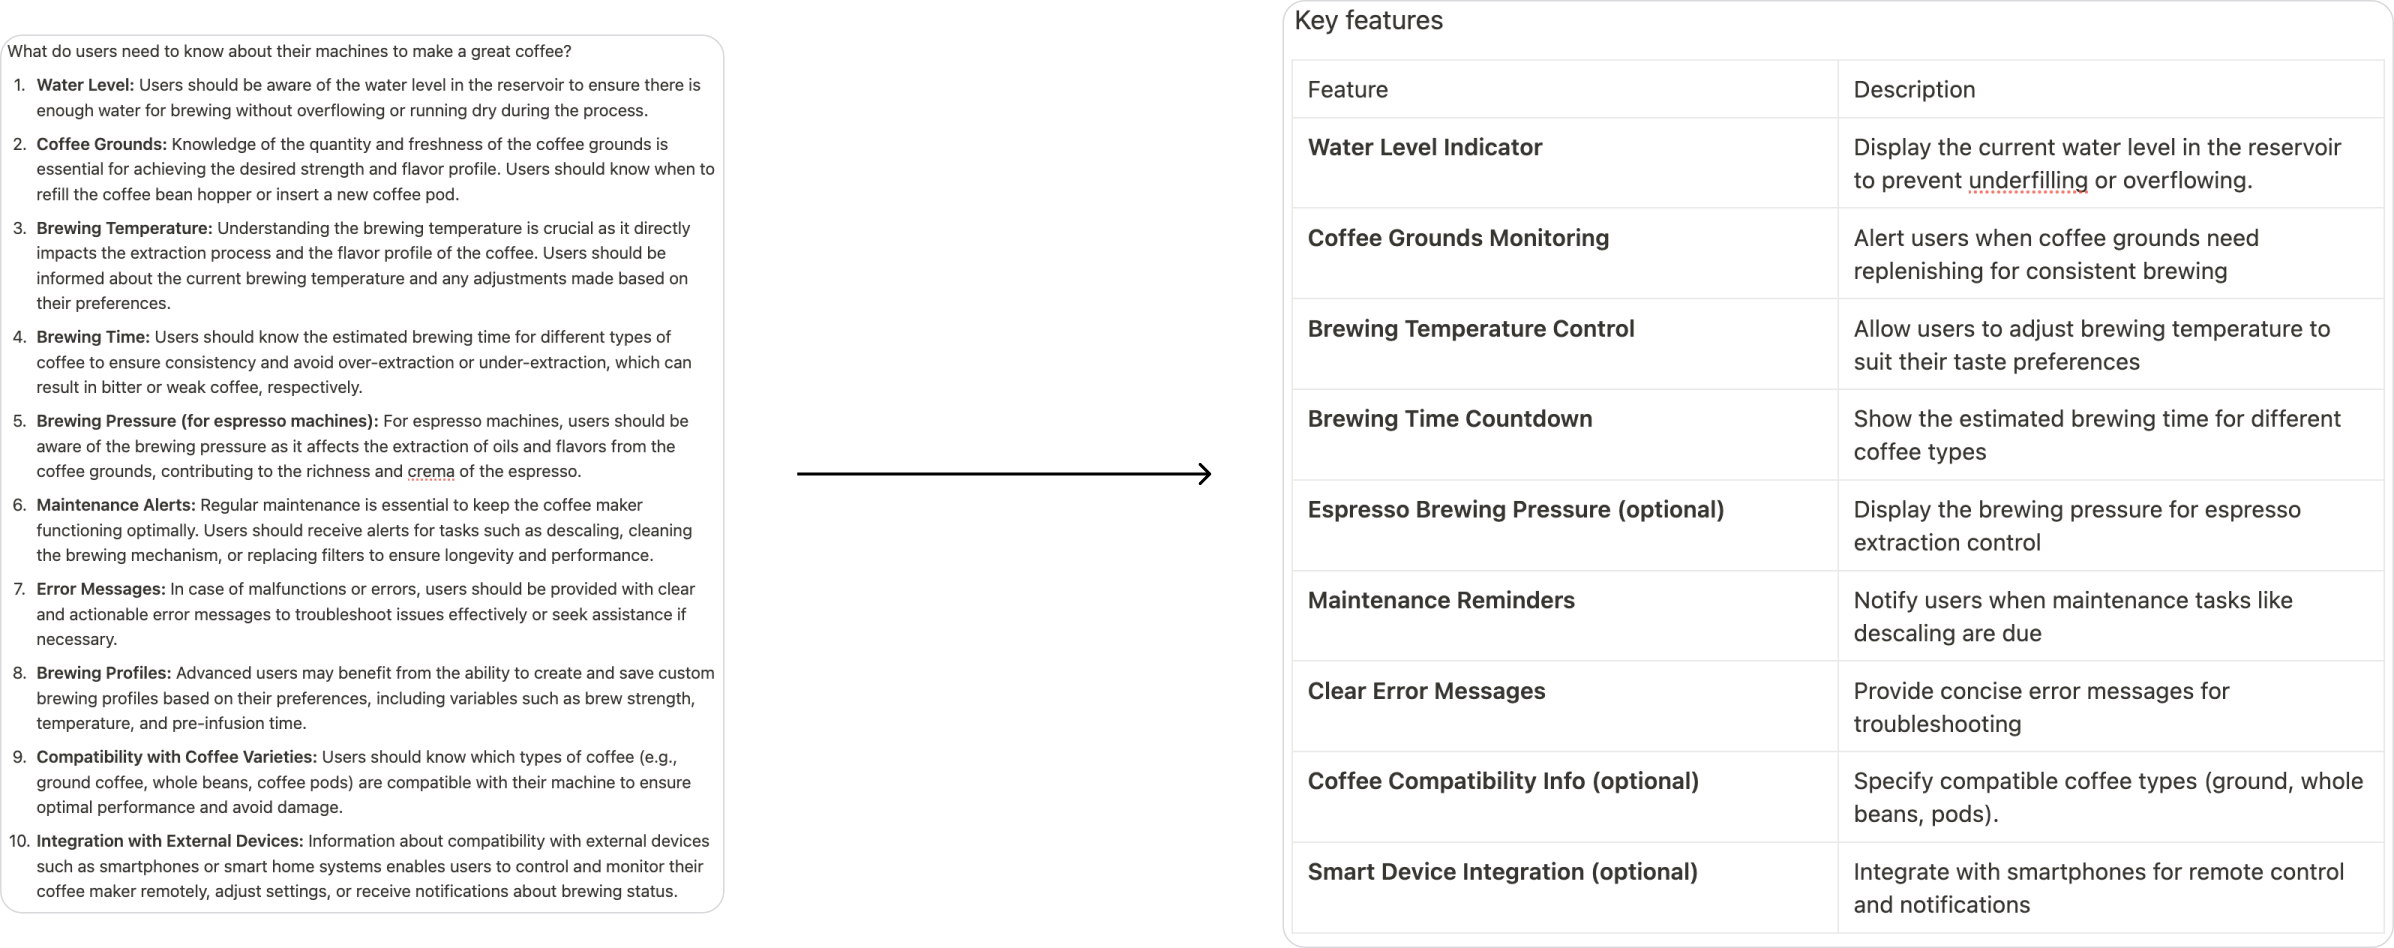 What do users need to know about their machines to make a great coffee?
1. Water Level: Users should be aware of the water level in the reservoir to ensure there is
enough water for brewing without overflowing or running dry during the process.
2. Coffee Grounds: Knowledge of the quantity and freshness of the coffee grounds is
essential for achieving the desired strength and flavor profile. Users should know when to
refill the coffee bean hopper or insert a new coffee pod.
3. Brewing Temperature: Understanding the brewing temperature is crucial as it directly
impacts the extraction process and the flavor profile of the coffee. Users should be
informed about the current brewing temperature and any adjustments made based on
their preferences.
4. Brewing Time: Users should know the estimated brewing time for different types of
coffee to ensure consistency and avoid over-extraction or under-extraction, which can
result in bitter or weak coffee, respectively.
5. Brewing Pressure (for espresso machines): For espresso machines, users should be
aware of the brewing pressure as it affects the extraction of oils and flavors from the
coffee grounds, contributing to the richness and crema of the espresso.
6. Maintenance Alerts: Regular maintenance is essential to keep the coffee maker
functioning optimally. Users should receive alerts for tasks such as descaling, cleaning
the brewing mechanism, or replacing filters to ensure longevity and performance.
7. Error Messages: In case of malfunctions or errors, users should be provided with clear
and actionable error messages to troubleshoot issues effectively or seek assistance if
necessary.
8. Brewing Profiles: Advanced users may benefit from the ability to create and save custom
brewing profiles based on their preferences, including variables such as brew strength,
temperature, and pre-infusion time.
9. Compatibility with Coffee Varieties: Users should know which types of coffee (e.g.,
ground coffee, whole beans, coffee pods) are compatible with their machine to ensure
optimal performance and avoid damage.
10. Integration with External Devices: Information about compatibility with external devices
such as smartphones or smart home systems enables users to control and monitor their
coffee maker remotely, adjust settings, or receive notifications about brewing status.
Key features
Feature
Description
Water Level Indicator
Display the current water level in the reservoir
to prevent underfilling or overflowing.
Coffee Grounds Monitoring
Alert users when coffee grounds need
replenishing for consistent brewing
Brewing Temperature Control
Allow users to adjust brewing temperature to
suit their taste preferences
Brewing Time Countdown
Show the estimated brewing time for different
coffee types
Espresso Brewing Pressure (optional)
Display the brewing pressure for espresso
extraction control
Maintenance Reminders
Notify users when maintenance tasks like
descaling are due
Clear Error Messages
Provide concise error messages for
troubleshooting
Coffee Compatibility Info (optional)
Specify compatible coffee types (ground, whole
beans, pods).
Smart Device Integration (optional)
Integrate with smartphones for remote control
and notifications